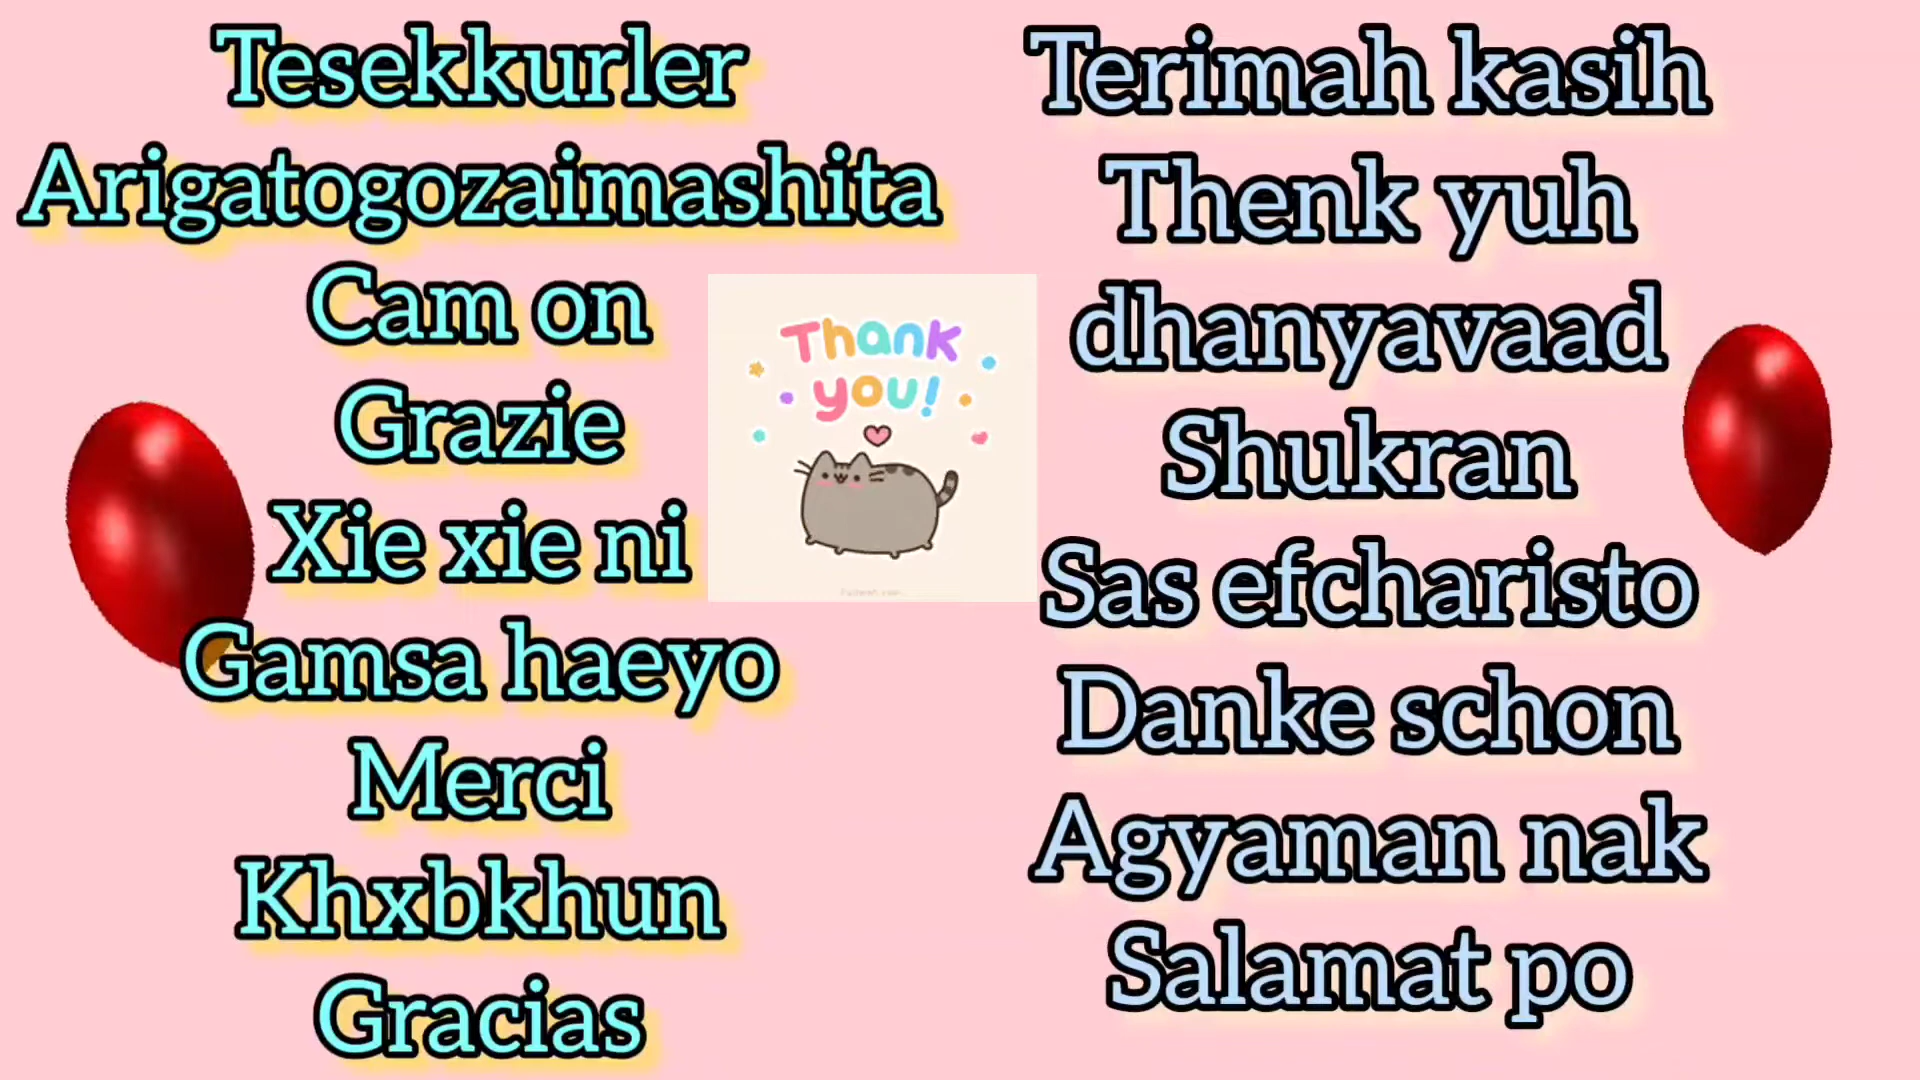 Tesekkurler
Arigatogozaimashita
Cam on
Grazie
Xie xie ni
Gamsa haeyo
Merci
Khxbkhun
Gracias
Thank
you!
Terimah kasih
Thenk yuh
dhanyavaad
Shukran
Sas efcharisto
Danke schon
Agyaman nak
Salamat po